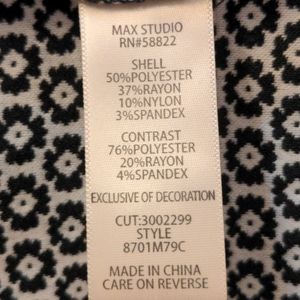 MAX STUDIO
RN#58822
SHELL
50%POLYESTER
37%RAYON
10%NYLON
3%SPANDEX
CONTRAST
76%POLYESTER
20%RAYON
4%SPANDEX
EXCLUSIVE OF DECORATION
CUT:3002299
STYLE
8701M79C
MADE IN CHINA
CARE ON REVERSE